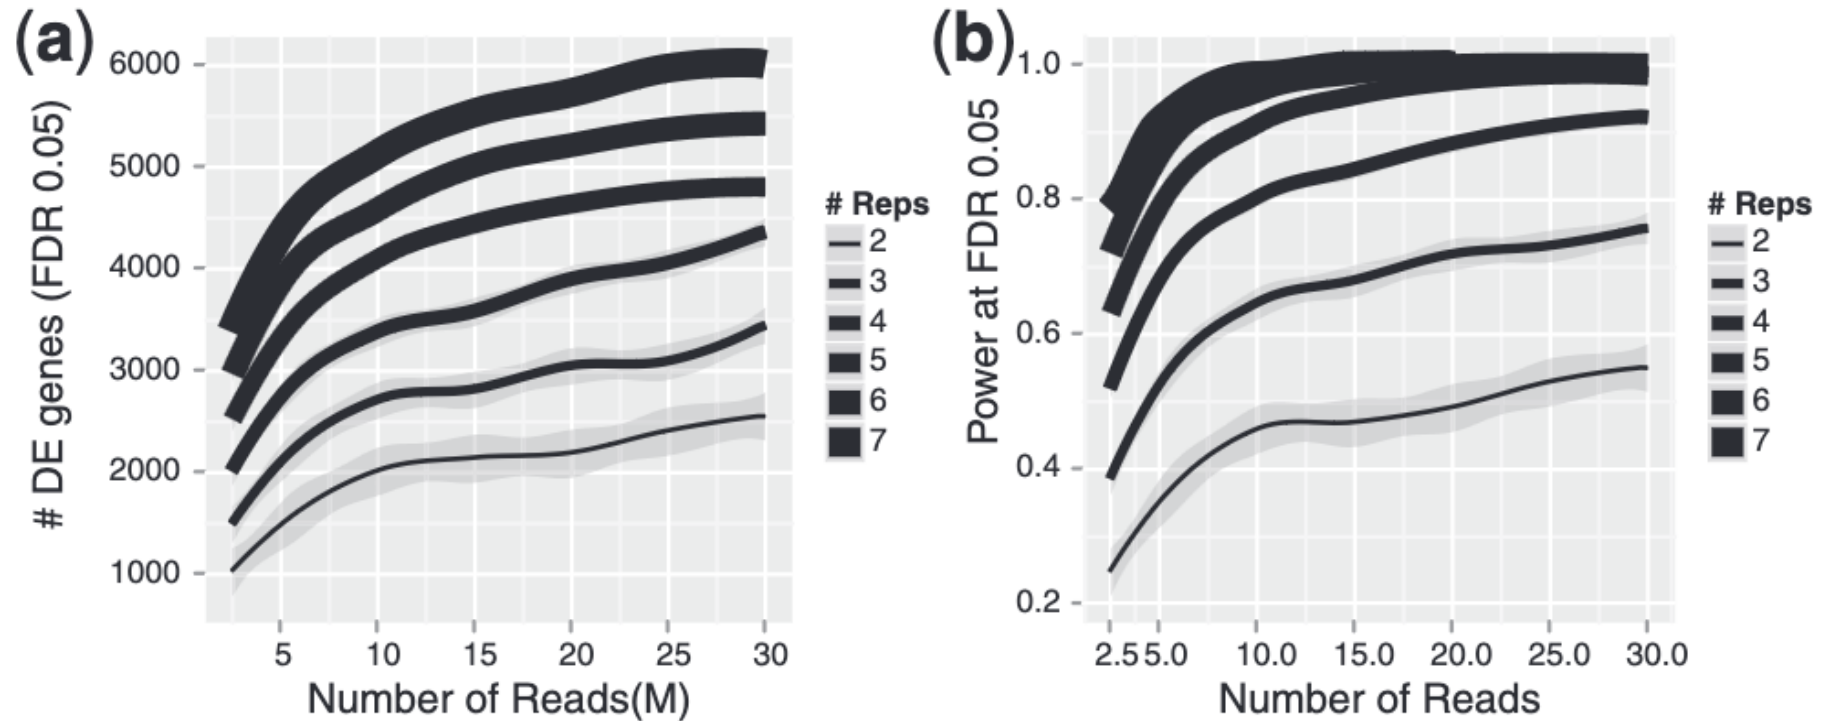 (a)
# DE genes (FDR 0.05)
6000
5000
4000
3000
2000
1000
5 10 15 20 25 30
Number of Reads(M)
# Reps
2
3
4
5
6
7
(b)
Power at FDR 0.05
1.0
0.8
0.6
0.4
0.2
2.5 5.0 10.0 15.0 20.0 25.0 30.0
Number of Reads
# Reps
2
3
4
5
6
7